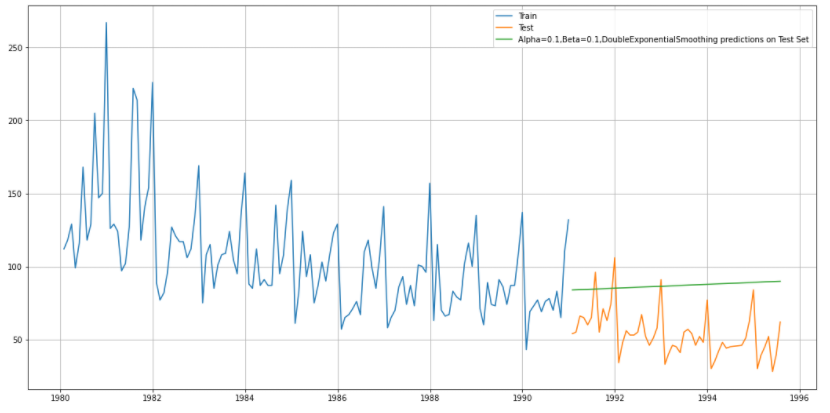 Train
Test
Alpha=0.1,Beta=0.1,DoubleExponentialSmoothing predictions on Test Set
250
200
150
100
50
1980 1982 1984 1986 1988 1990 1992 1994 1996